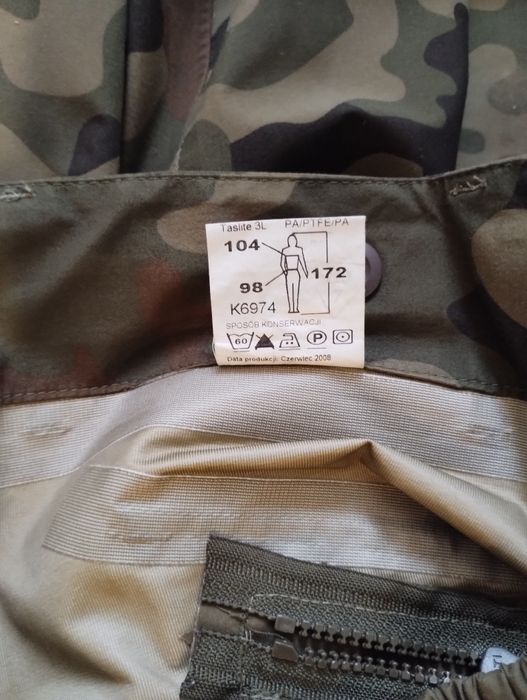 Taslite 3L PA/PTFE/PA
104
172
98
K6974
SPOSÓB KONSERWACJI
60 P
Data produkcji: Czerwiec 2008